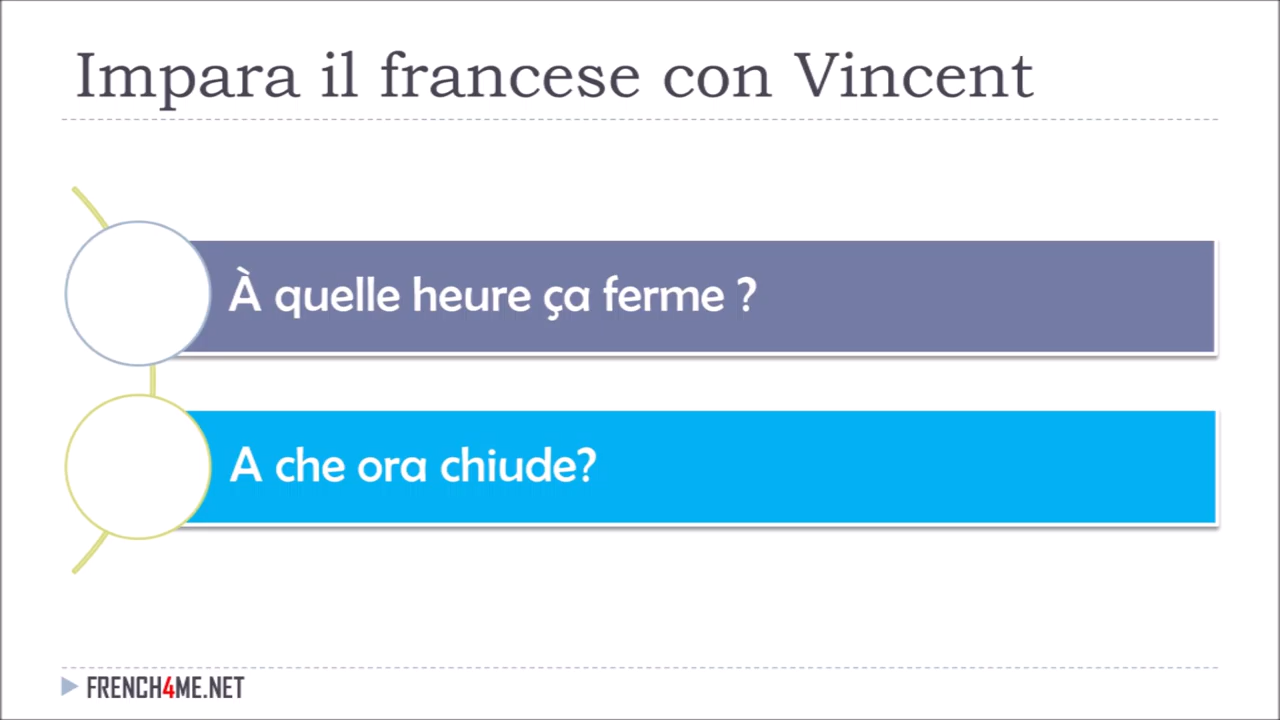 Impara il francese con Vincent
À quelle heure ça ferme ?
A che ora chiude?
FRENCH4ME.NET